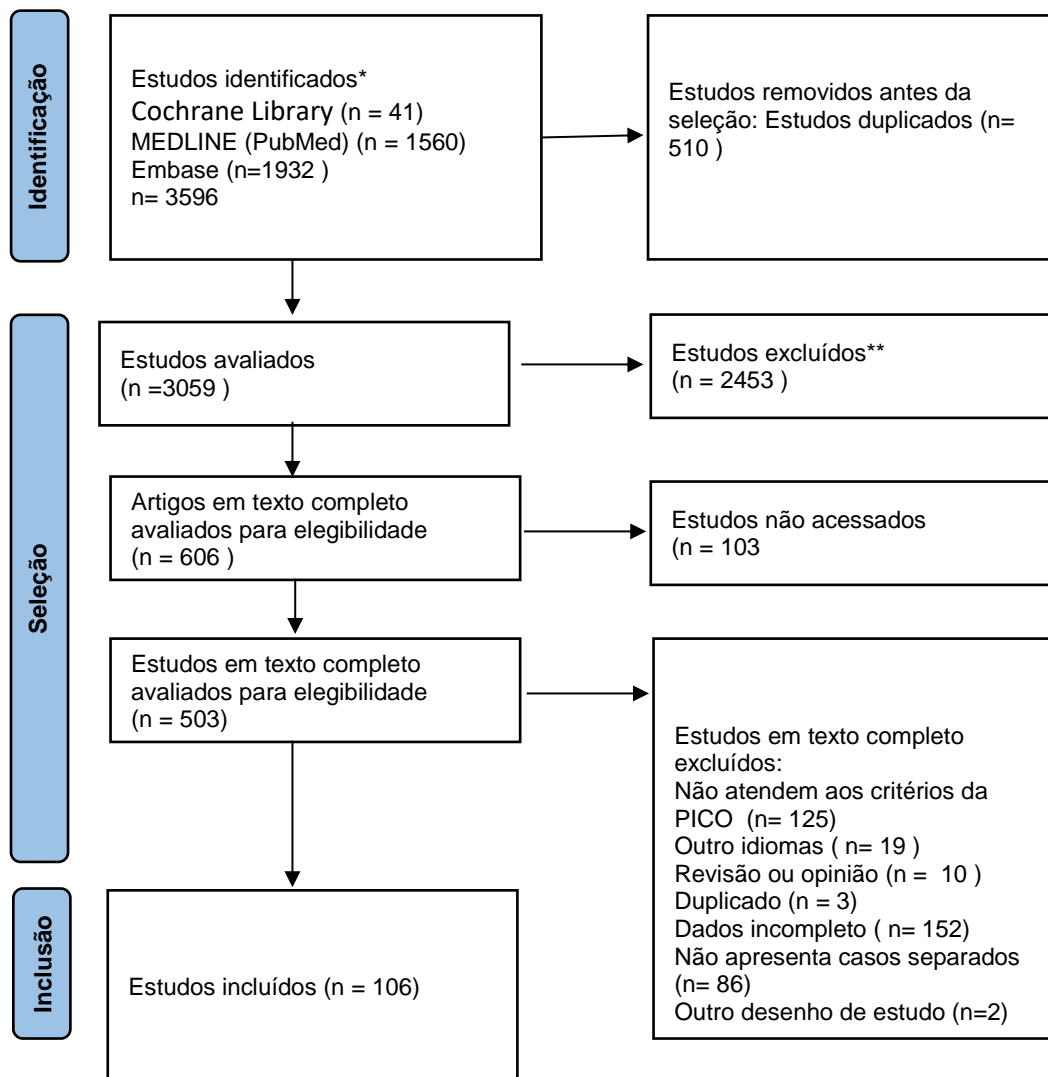 Identificação
Estudos identificados*
Cochrane Library (n = 41)
MEDLINE (PubMed) (n = 1560)
Embase (n=1932 )
n= 3596
Estudos removidos antes da
seleção: Estudos duplicados (n=
510 )
Seleção
Estudos avaliados
(n =3059 )
Estudos excluídos**
(n = 2453 )
Artigos em texto completo
avaliados para elegibilidade
(n = 606 )
Estudos não acessados
(n = 103
Estudos em texto completo
avaliados para elegibilidade
(n = 503)
Estudos em texto completo
excluídos:
Não atendem aos critérios da
PICO  (n= 125)
Outro idiomas ( n= 19 )
Revisão ou opinião (n =  10 )
Duplicado (n = 3)
Dados incompleto ( n= 152)
Não apresenta casos separados
(n= 86)
Outro desenho de estudo (n=2)
Inclusão
Estudos incluídos (n = 106)